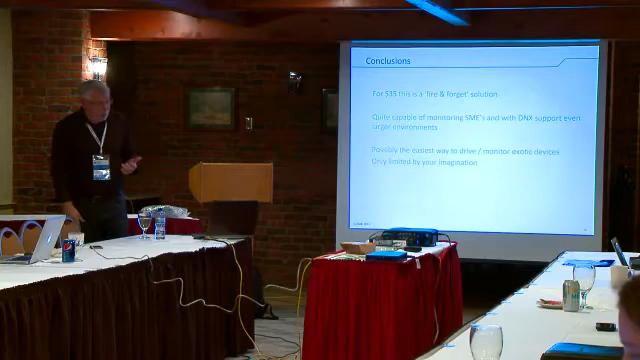 Conclusions
For $35 this is a 'fire & forget' solution
Quite capable of monitoring SME's and with DNX support even
larger environments
Possibly the easiest way to drive / monitor exotic devices
Only limited by your imagination